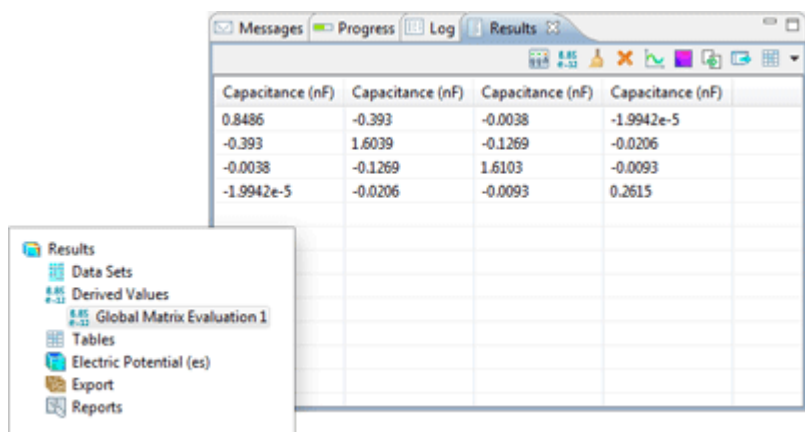 Messages Progress Log Results
Capacitance (nF) Capacitance (nF) Capacitance (nF) Capacitance (nF)
0.8486 -0.393 -0.0038 -1.9942e-5
-0.393 1.6039 -0.1269 -0.0206
-0.0038 -0.1269 1.6103 -0.0093
-1.9942e-5 -0.0206 -0.0093 0.2615
Results
Data Sets
Derived Values
Global Matrix Evaluation 1
Tables
Electric Potential (es)
Export
Reports